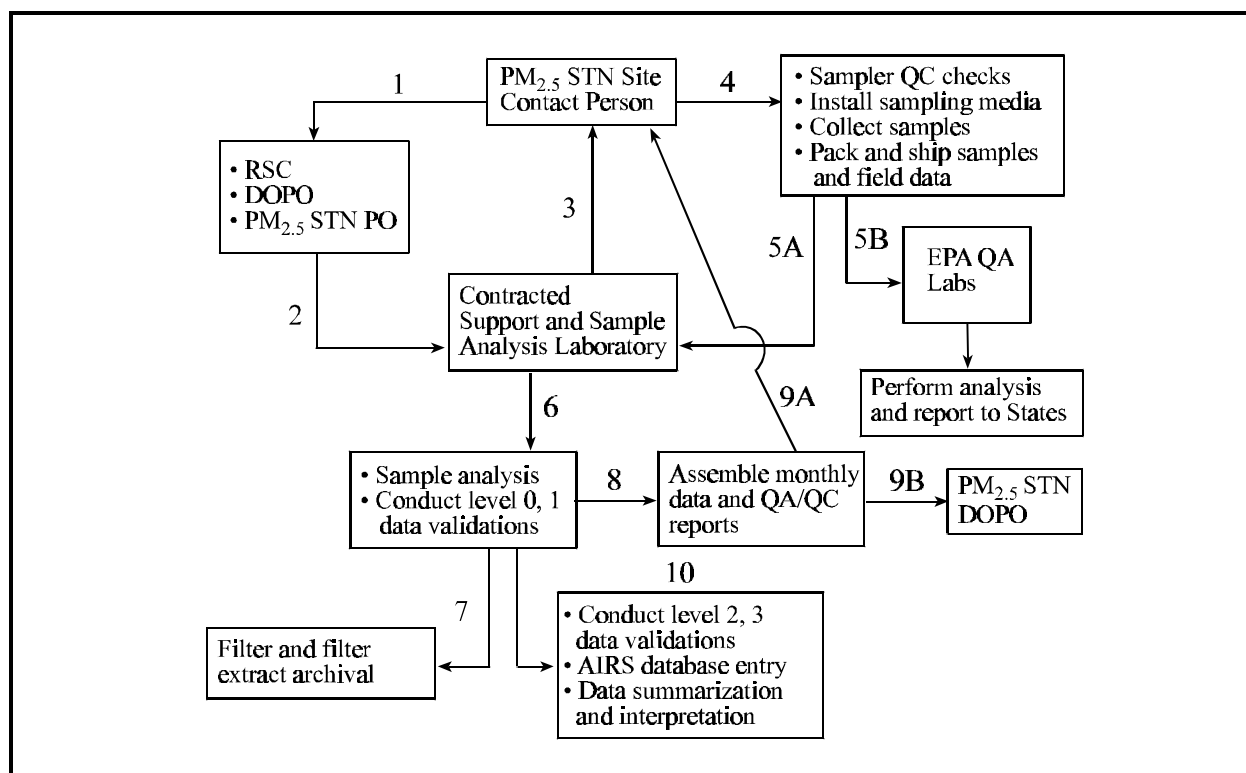 1
PM2.5 STN Site
Contact Person
4
• Sampler QC checks
• Install sampling media
• Collect samples
• Pack and ship samples
and field data
• RSC
• DOPO
• PM2.5 STN PO
3
5A
5B
EPA QA
Labs
2
Contracted
Support and Sample
Analysis Laboratory
Perform analysis
and report to States
9A
6
• Sample analysis
• Conduct level 0, 1
data validations
8
Assemble monthly
data and QA/QC
reports
9B
PM2.5 STN
DOPO
7
10
Filter and filter
extract archival
• Conduct level 2, 3
data validations
• AIRS database entry
• Data summarization
and interpretation